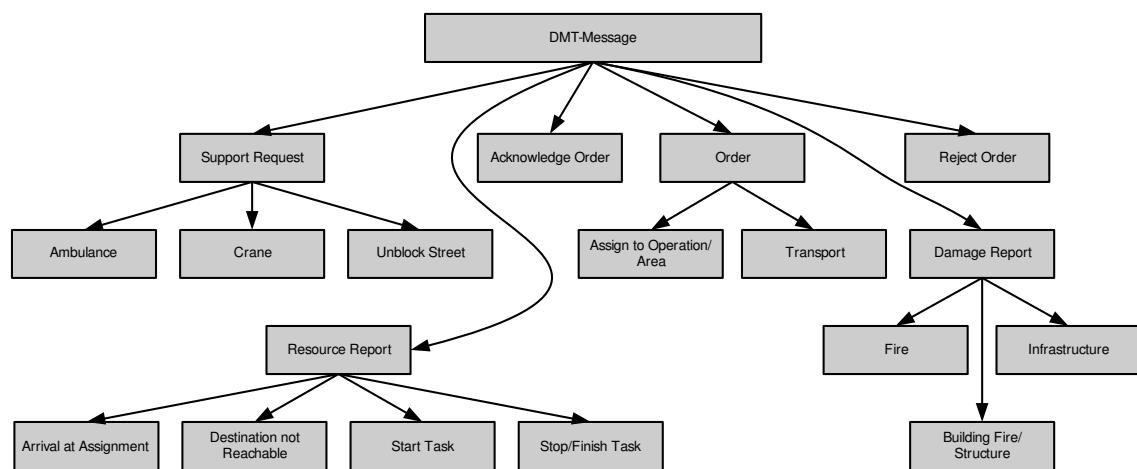 DMT-Message
Support Request
Acknowledge Order
Order
Reject Order
Ambulance
Crane
Unblock Street
Assign to Operation/
Area
Transport
Damage Report
Resource Report
Fire
Infrastructure
Arrival at Assignment
Destination not
Reachable
Start Task
Stop/Finish Task
Building Fire/
Structure